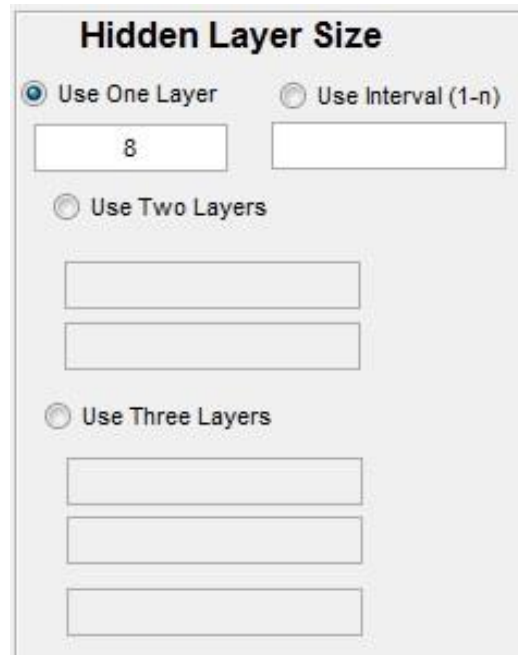 Hidden Layer Size
Use One Layer
Use Interval (1-n)
8
Use Two Layers
Use Three Layers